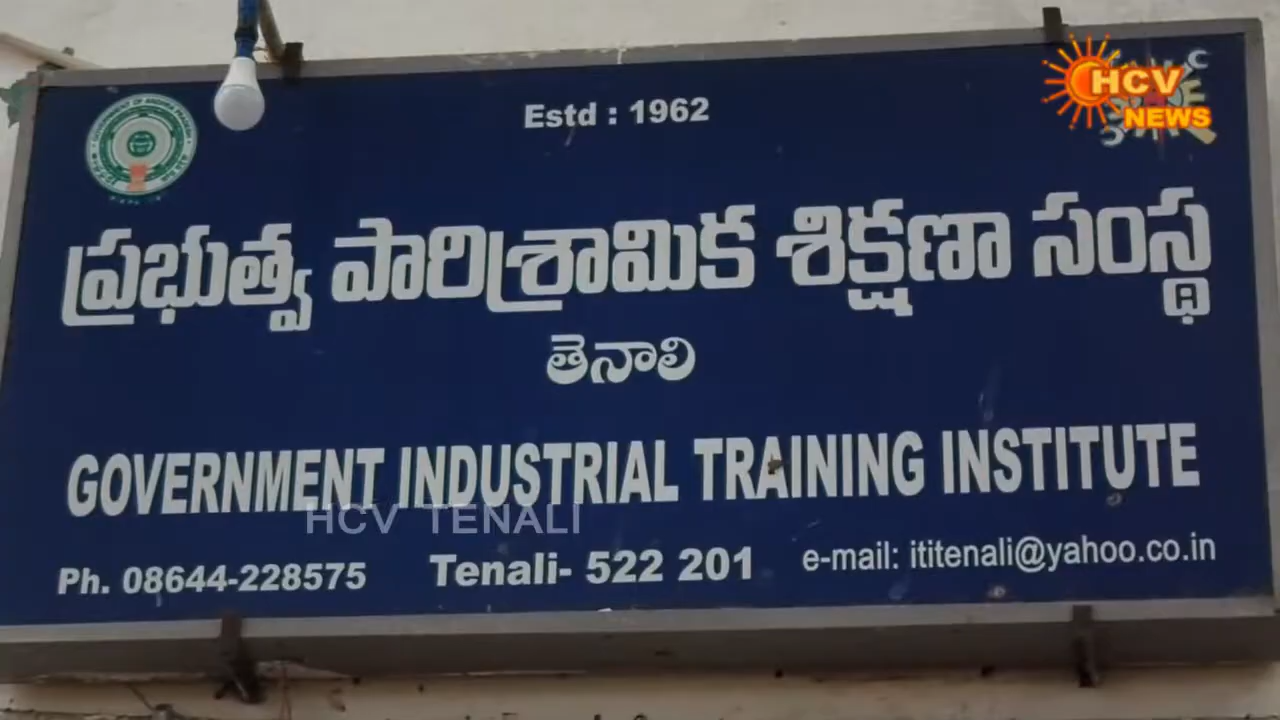 Estd : 1962
HCV
NEWS
ప్రభుత్వ పారిశ్రామిక శిక్షణా సంస్థ
తెనాలి
GOVERNMENT INDUSTRIAL TRAINING INSTITUTE
HCV TENALI
Ph. 08644-228575 Tenali- 522 201 e-mail: ititenali@yahoo.co.in